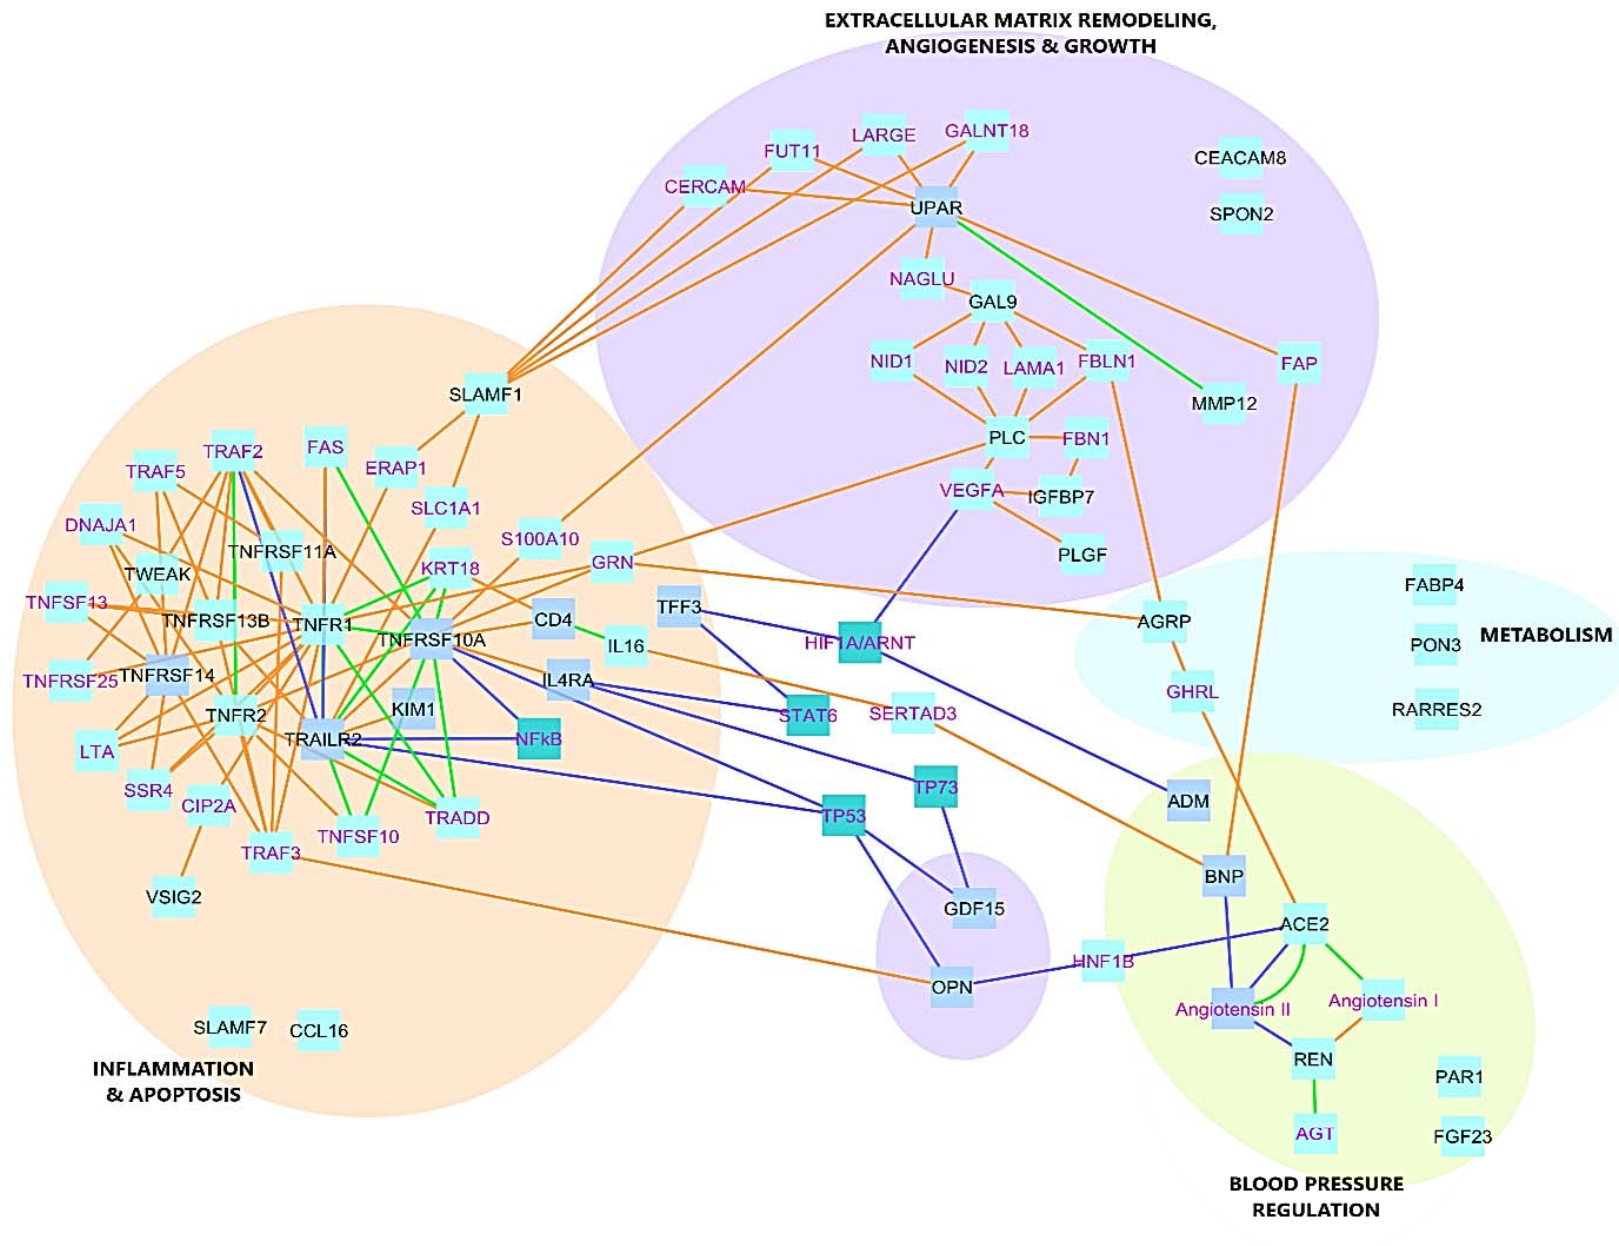 EXTRACELLULAR MATRIX REMODELING,
ANGIOGENESIS & GROWTH
LARGE
GALNT18
FUT11
CERCAM
CEACAM8
UPAR
SPON2
NAGLU
GAL9
NID1
NID2
LAMA1
FBLN1
FAP
MMP12
SLAMF1
PLC
FBN1
VEGFA
IGFBP7
PLGF
TRAF2
FAS
TRAF5
ERAP1
SLC1A1
DNAJA1
S100A10
TNFRSF11A
TWEAK
KRT18
GRN
TNFSF13
TNFRSF13B
TNFR1
TNFRSF10A
CD4
TFF3
IL16
HIF1A/ARNT
AGRP
FABP4
PON3
METABOLISM
TNFRSF25
TNFRSF14
IL4RA
GHRL
RARRES2
TNFR2
KIM1
STAT6
SERTAD3
LTA
TRAILR2
NFkB
SSR4
CIP2A
TNFSF10
TRADD
TP53
TP73
ADM
TRAF3
VSIG2
BNP
GDF15
ACE2
OPN
HNF1B
Angiotensin II
Angiotensin I
SLAMF7
CCL16
REN
INFLAMMATION
& APOPTOSIS
PAR1
AGT
FGF23
BLOOD PRESSURE
REGULATION